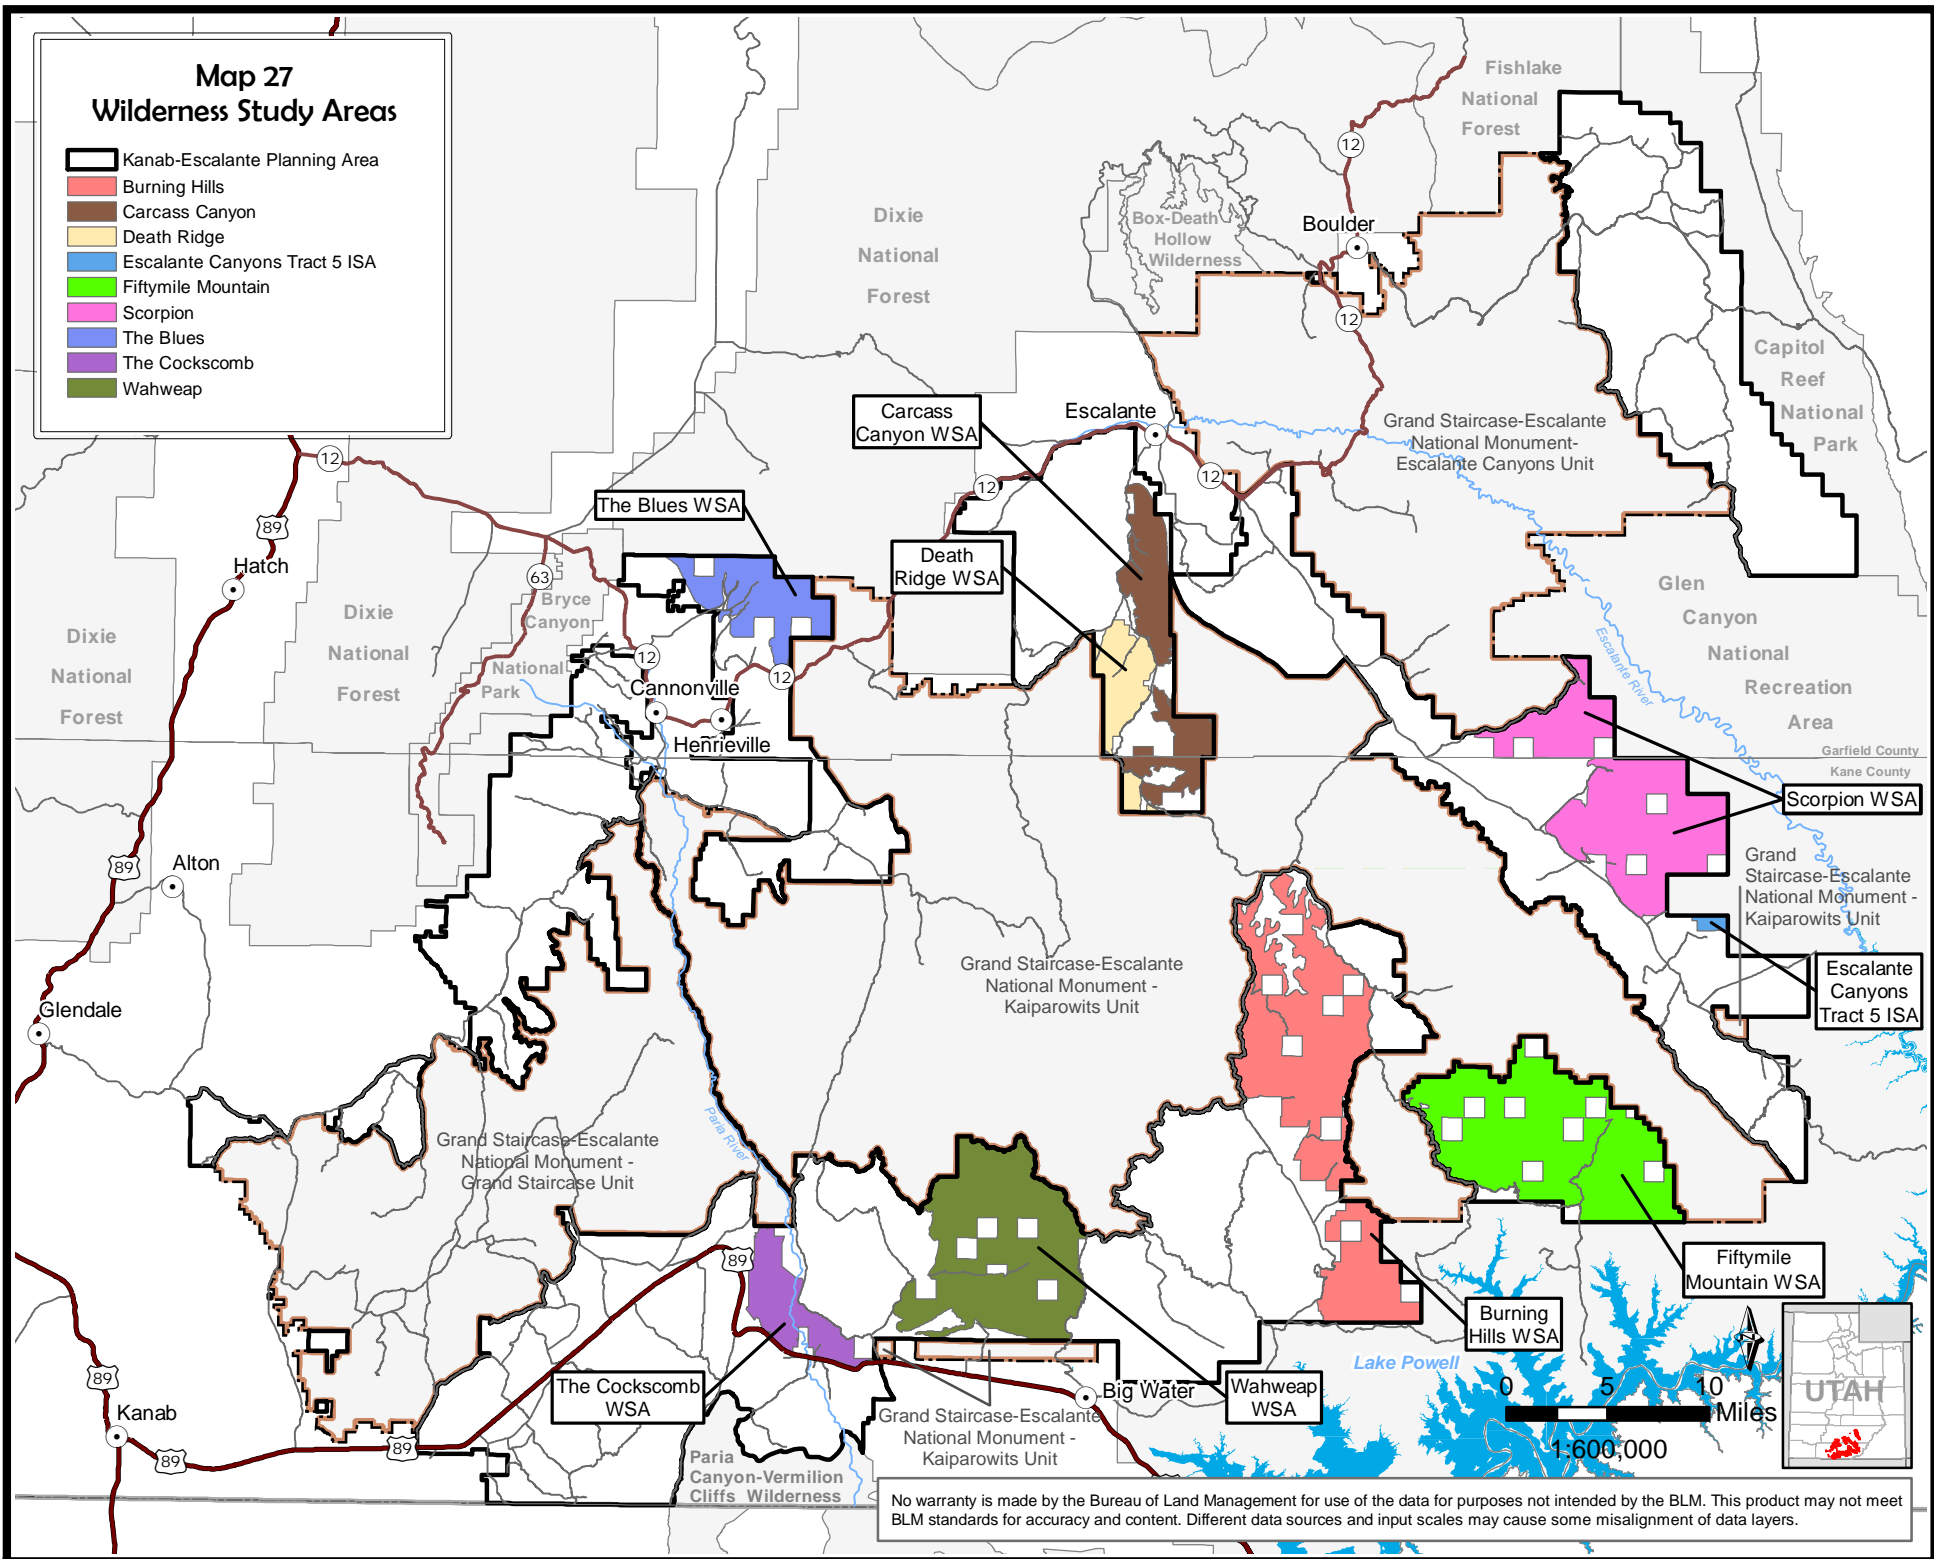 Map 27
Wilderness Study Areas
Kanab-Escalante Planning Area
Burning Hills
Carcass Canyon
Death Ridge
Escalante Canyons Tract 5 ISA
Fiftymile Mountain
Scorpion
The Blues
The Cockscomb
Wahweap
Fishlake
National
Forest
12
Dixie
National
Forest
Box-Death
Hollow
Wilderness
Boulder
12
Capitol
Reef
National
Park
Carcass
Canyon WSA
Escalante
Grand Staircase-Escalante
National Monument-
Escalante Canyons Unit
12
12
12
The Blues WSA
89
Hatch
Death
Ridge WSA
63
Bryce
Canyon
National
Park
Dixie
National
Forest
Dixie
National
Forest
Glen
Canyon
National
Recreation
Area
Escalante River
12
12
Cannonville
Henrieville
Garfield County
Kane County
Scorpion WSA
89
Alton
Grand
Staircase-Escalante
National Monument -
Kaiparowits Unit
Grand Staircase-Escalante
National Monument -
Kaiparowits Unit
Escalante
Canyons
Tract 5 ISA
Glendale
Paria River
Grand Staircase-Escalante
National Monument -
Grand Staircase Unit
89
Fiftymile
Mountain WSA
Burning
Hills WSA
Lake Powell
The Cockscomb
WSA
Big Water
Wahweap
WSA
0 5 10
Miles
1:600,000
UTAH
89
Kanab
89
89
Grand Staircase-Escalante
National Monument -
Kaiparowits Unit
Paria
Canyon-Vermilion
Cliffs Wilderness
No warranty is made by the Bureau of Land Management for use of the data for purposes not intended by the BLM. This product may not meet
BLM standards for accuracy and content. Different data sources and input scales may cause some misalignment of data layers.